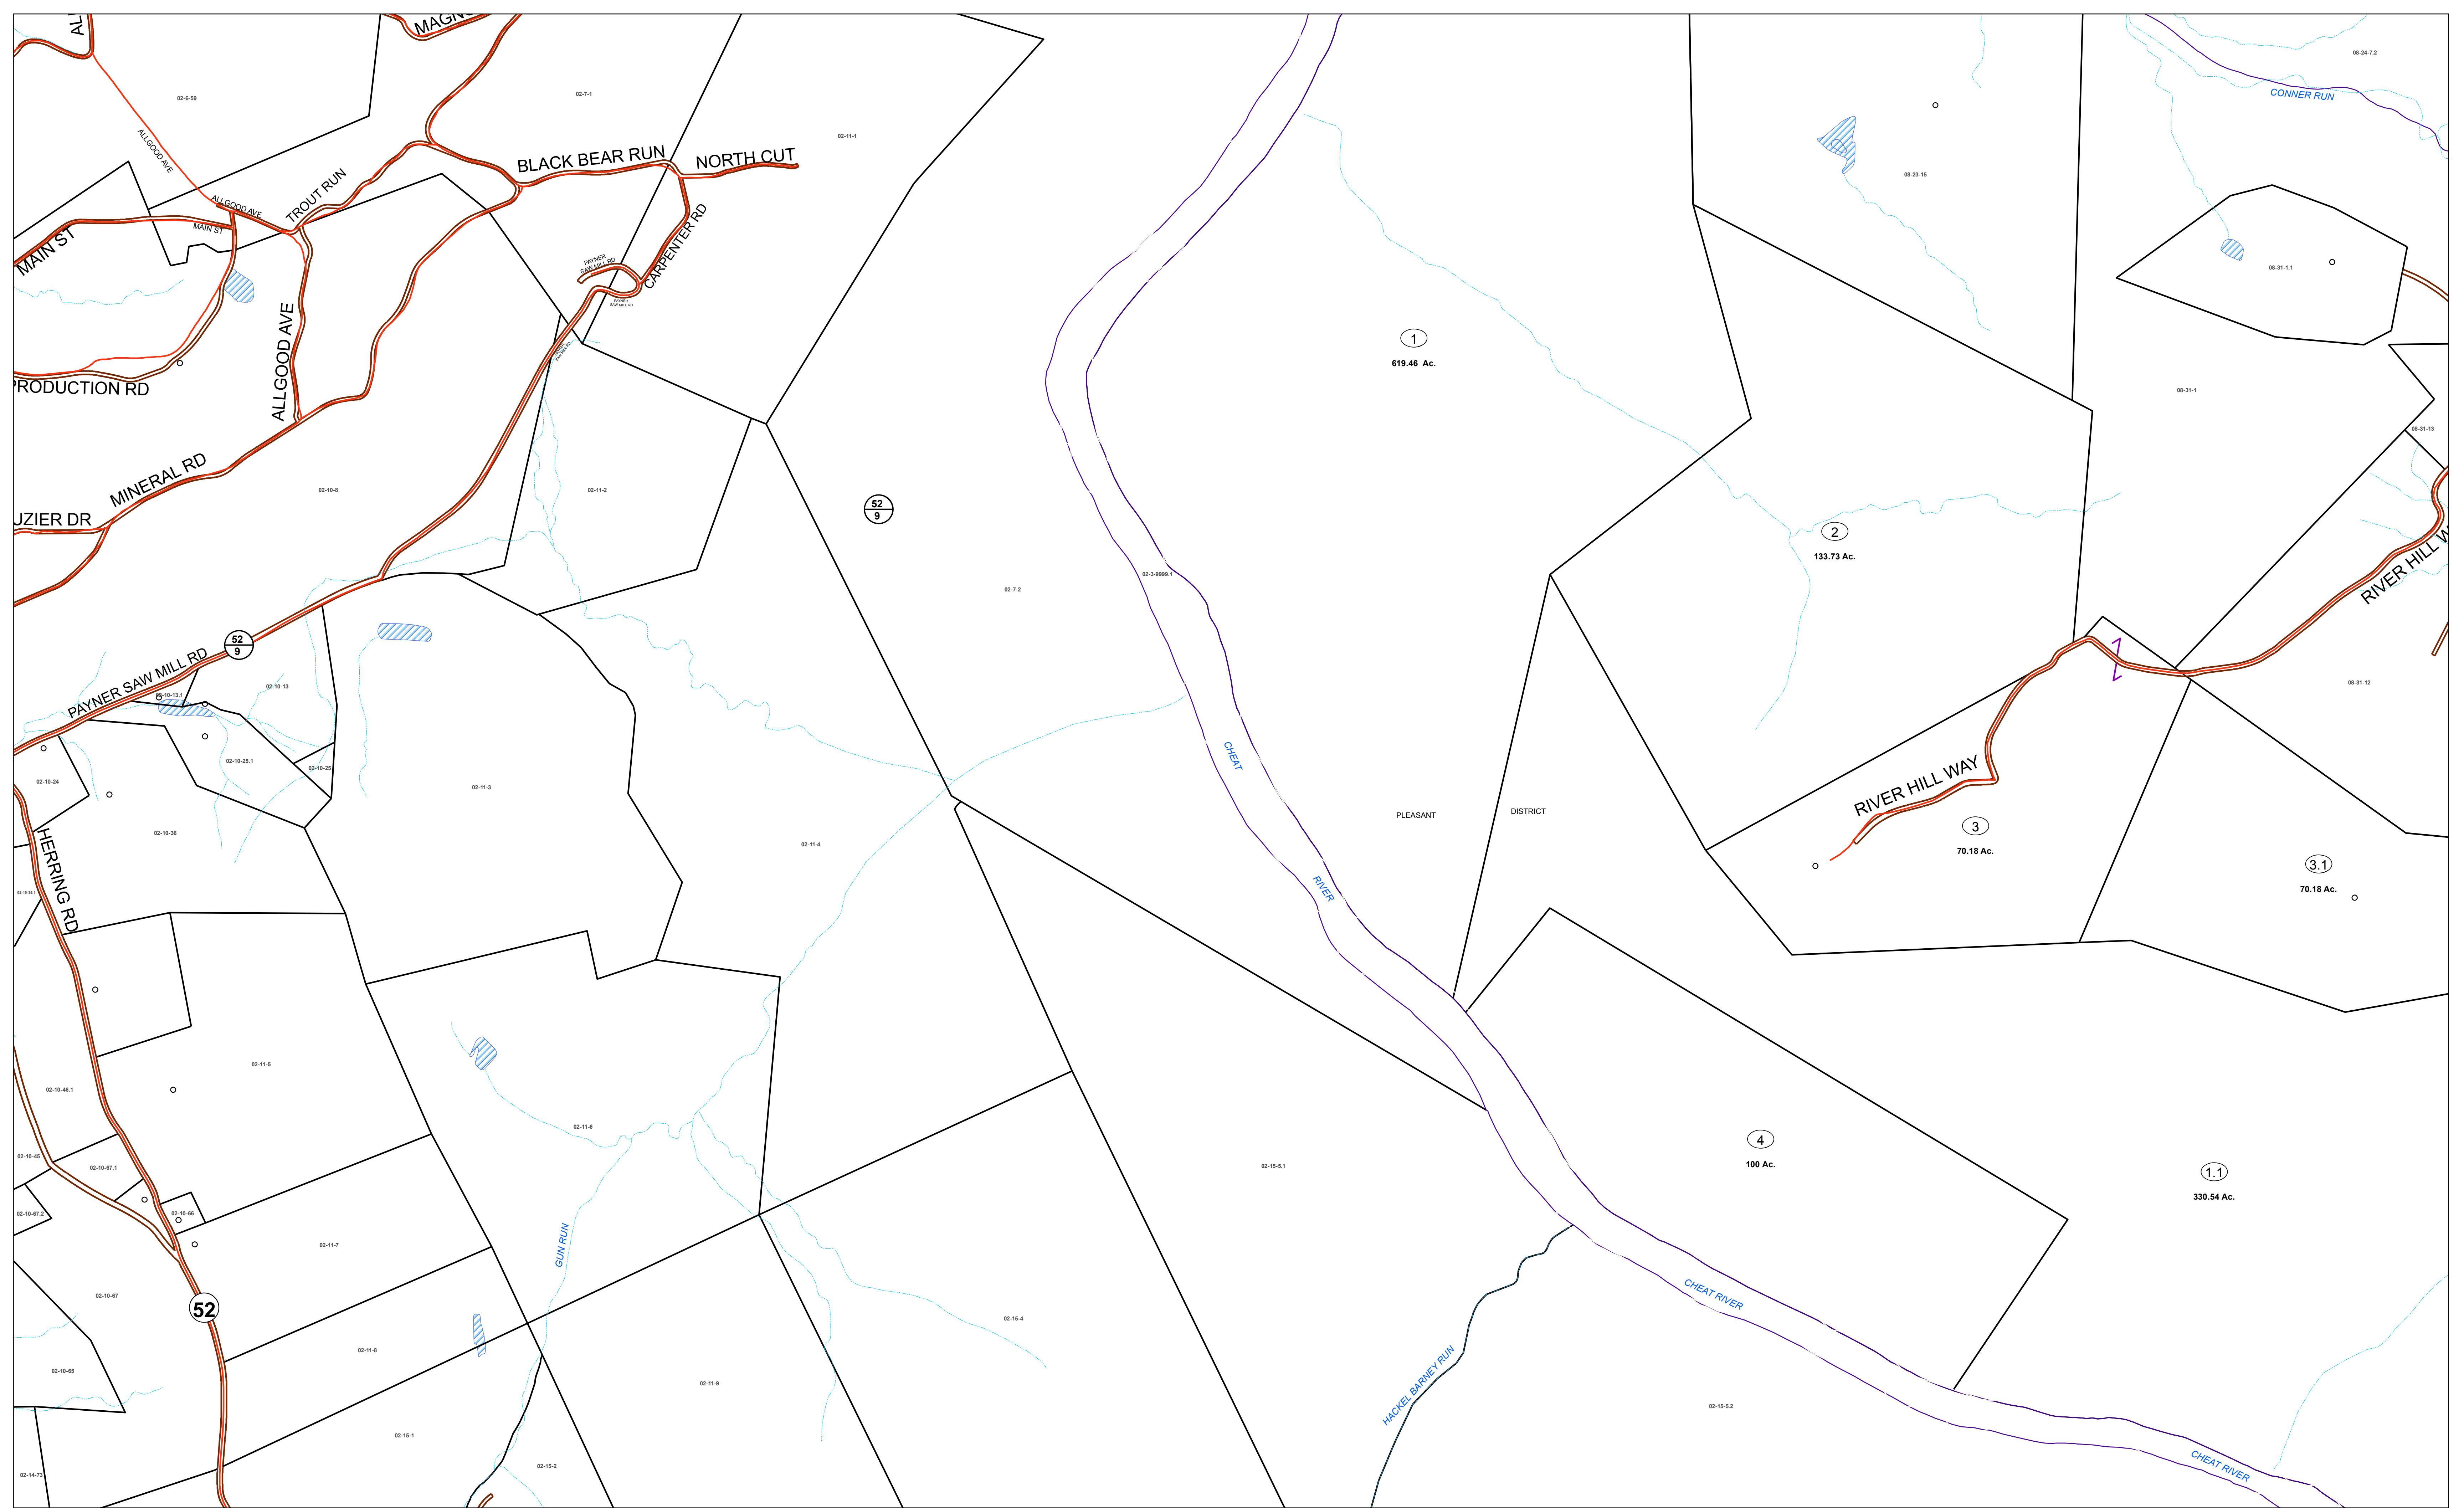 MAGN
08-24-7.2
02-6-59
02-7-1
CONNER RUN
ALLGOOD AVE
02-11-1
BLACK BEAR RUN
NORTH CUT
08-23-15
TROUT RUN
ALLGOOD AVE
MAIN ST
MAIN ST
CARPENTER RD
PAYNER
SAW MILL RD
08-31-1.1
PAYNER
SAW MILL RD
1
619.46 Ac.
ALLGOOD AVE
PAYNER
SAW MILL RD
PRODUCTION RD
08-31-1
08-31-13
MINERAL RD
02-10-8
02-11-2
52
9
UZIER DR
2
133.73 Ac.
RIVER HILL W
02-3-9999.1
02-7-2
52
9
PAYNER SAW MILL RD
02-10-13
02-10-13.1
08-31-12
CHEAT
02-10-25.1
02-10-25
02-10-24
02-11-3
RIVER HILL WAY
PLEASANT
DISTRICT
3
70.18 Ac.
02-10-36
02-11-4
HERRING RD
3.1
70.18 Ac.
RIVER
02-11-5
02-10-46.1
02-11-6
4
100 Ac.
02-10-45
02-10-67.1
02-15-5.1
1.1
330.54 Ac.
02-10-67.2
02-10-66
02-11-7
GUN RUN
02-10-67
CHEAT RIVER
52
02-15-4
02-11-8
HACKEL BARNEY RUN
02-10-65
02-11-9
02-15-5.2
02-15-1
02-15-2
CHEAT RIVER
02-14-73